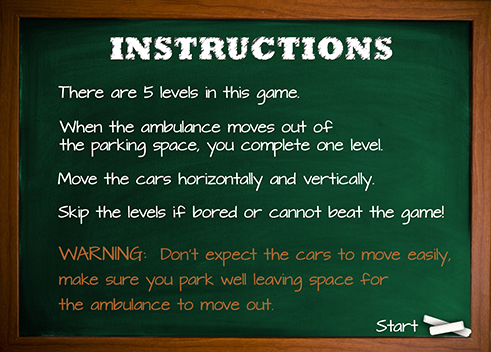 INSTRUCTIONS
There are 5 levels in this game.
When the ambulance moves out of
the parking space, you complete one level.
Move the cars horizontally and vertically.
Skip the levels if bored or cannot beat the game!
WARNING: Don't expect the cars to move easily,
make sure you park well leaving space for
the ambulance to move out.
Start